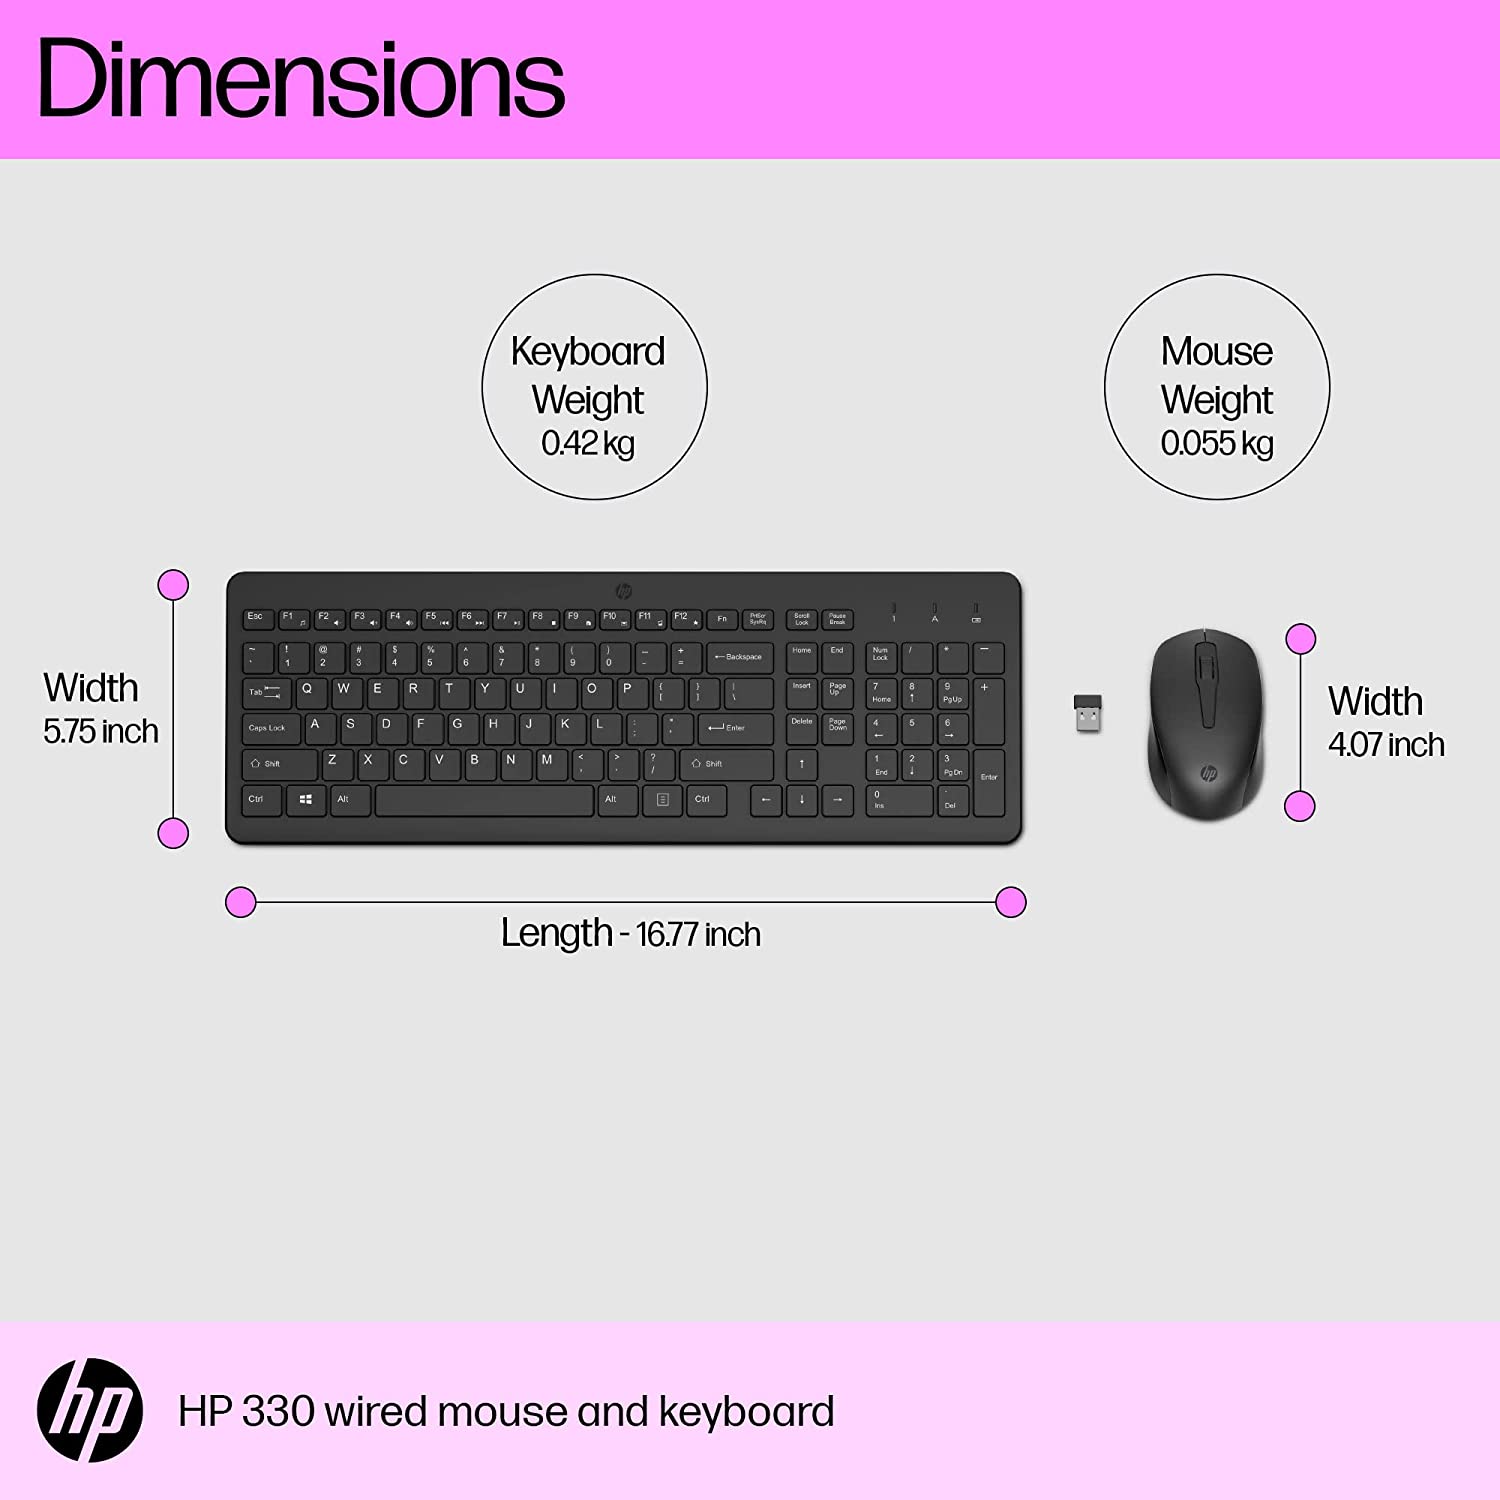 Dimensions
Keyboard
Weight
0.42 kg
Mouse
Weight
0.055 kg
Width
5.75 inch
hp
Esc F1 F2 F3 F4 F5 F6 F7 F8 F9 F10 F11 F12 Fn PrtScr SysRq Scroll Lock Pause Break 1 A
~ ` ! 1 @ 2 # 3 $ 4 % 5 ^ 6 & 7 * 8 ( 9 ) 0 _ - + = Backspace Home End Num Lock / * -
Tab Q W E R T Y U I O P { [ } ] | \ Insert Page Up 7 Home 8 ↑ 9 PgUp +
Caps Lock A S D F G H J K L : ; " ' Enter Delete Page Down 4 ← 5 6 →
Shift Z X C V B N M < , > . ? / Shift ↑ 1 End 2 ↓ 3 PgDn Enter
Ctrl Alt Alt Ctrl ← ↓ → 0 Ins . Del
hp
Width
4.07 inch
Length - 16.77 inch
hp
HP 330 wired mouse and keyboard